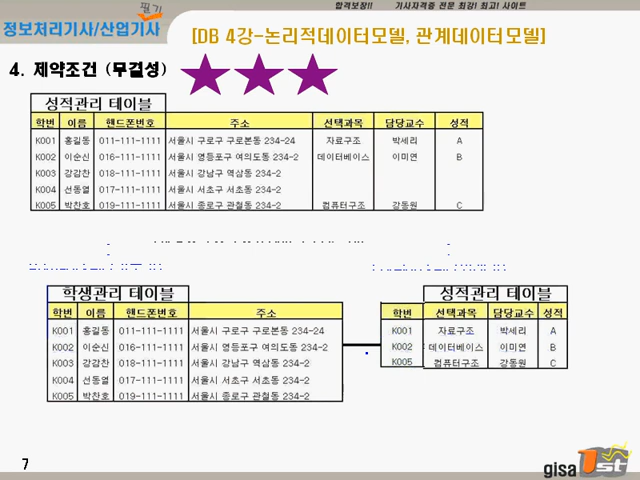 합격보장!! 기사자격증 전문 최강! 최고! 사이트
필기
정보처리기사/산업기사
[DB 4강-논리적데이터모델, 관계데이터모델]
4. 제약조건 (무결성)
성적관리 테이블
학번 이름 핸드폰번호 주소 선택과목 담당교수 성적
K001 홍길동 011-111-1111 서울시 구로구 구로본동 234-24 자료구조 박세리 A
K002 이순신 016-111-1111 서울시 영등포구 여의도동 234-2 데이터베이스 이미연 B
K003 강감찬 018-111-1111 서울시 강남구 역삼동 234-2
K004 선동열 017-111-1111 서울시 서초구 서초동 234-2
K005 박찬호 019-111-1111 서울시 종로구 관철동 234-2 컴퓨터구조 강동원 C
학생관리 테이블
학번 이름 핸드폰번호 주소
K001 홍길동 011-111-1111 서울시 구로구 구로본동 234-24
K002 이순신 016-111-1111 서울시 영등포구 여의도동 234-2
K003 강감찬 018-111-1111 서울시 강남구 역삼동 234-2
K004 선동열 017-111-1111 서울시 서초구 서초동 234-2
K005 박찬호 019-111-1111 서울시 종로구 관철동 234-2
성적관리 테이블
학번 선택과목 담당교수 성적
K001 자료구조 박세리 A
K002 데이터베이스 이미연 B
K005 컴퓨터구조 강동원 C
7
gisa1st